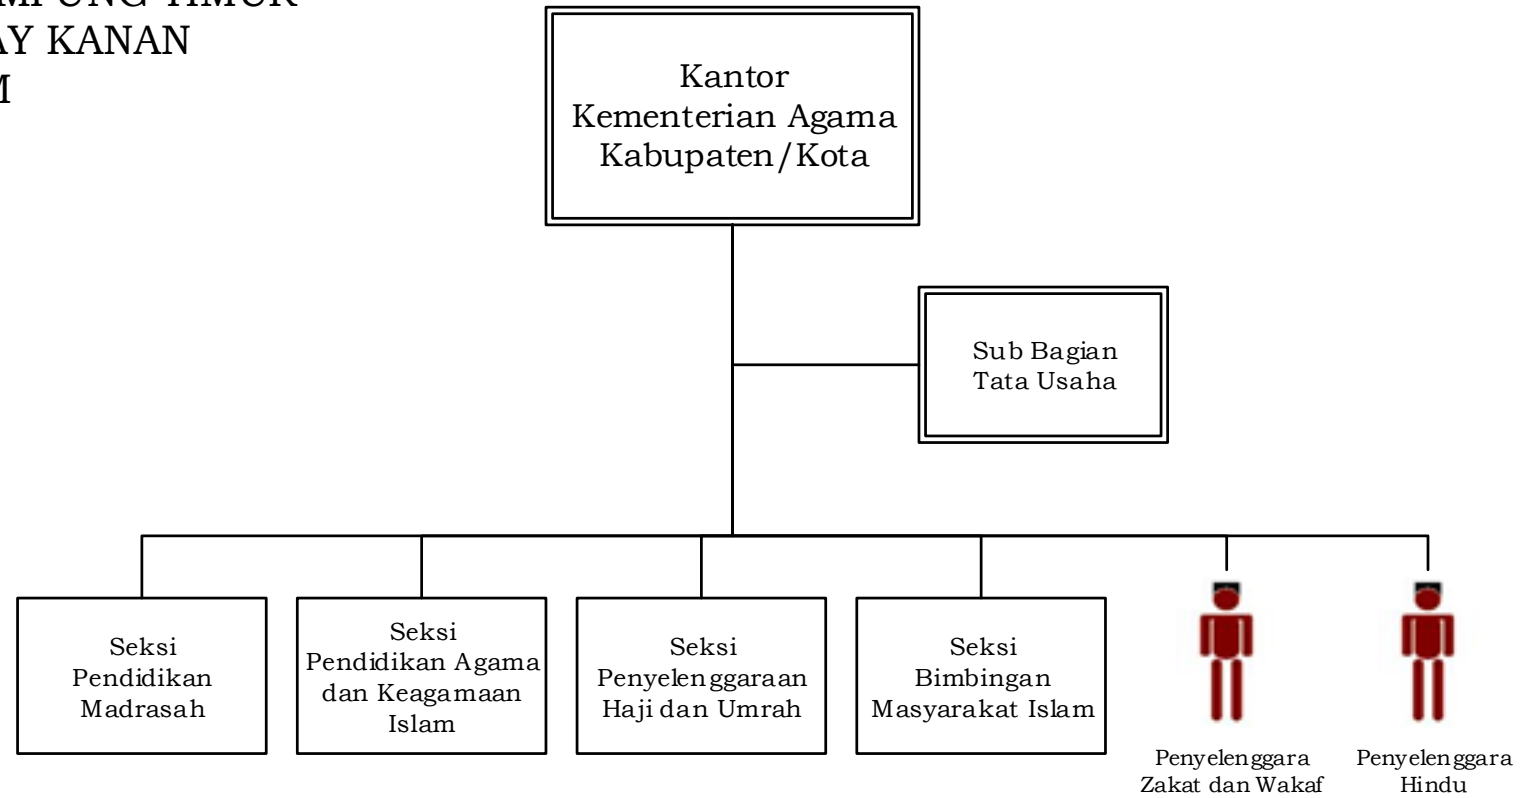 KANAN
Kantor
Kementerian Agama
Kabupaten/Kota
Sub Bagian
Tata Usaha
Seksi
Pendidikan
Madrasah
Seksi
Pendidikan Agama
dan Keagamaan
Islam
Seksi
Penyelenggaraan
Haji dan Umrah
Seksi
Bimbingan
Masyarakat Islam
Penyelenggara
Zakat dan Wakaf
Penyelenggara
Hindu